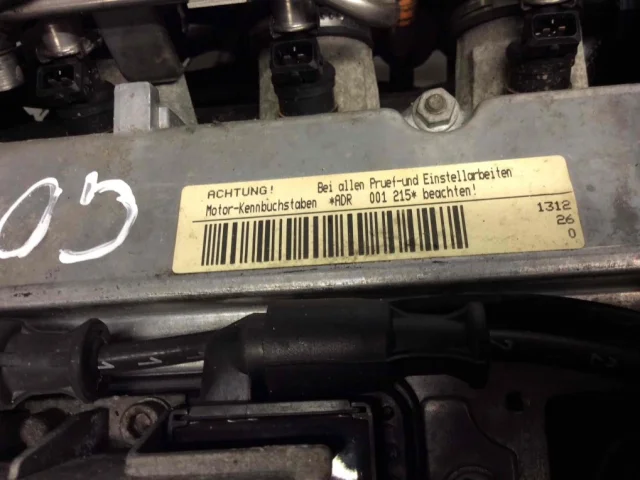 ACHTUNG! Bei allen Pruef-und Einstellarbeiten
Motor-Kennbuchstaben *ADR 001 215* beachten!
1312
26
0